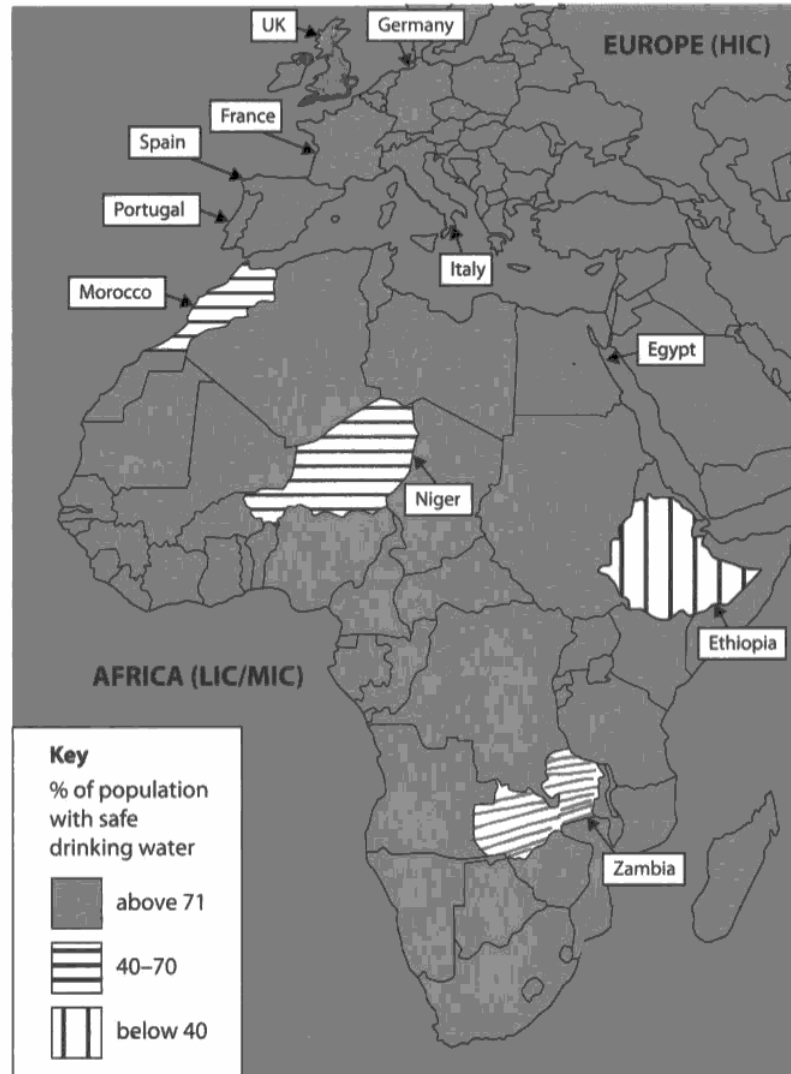 UK
Germany
EUROPE (HIC)
France
Spain
Portugal
Italy
Morocco
Egypt
Niger
Ethiopia
AFRICA (LIC/MIC)
Key
% of population
with safe
drinking water
above 71
40–70
below 40
Zambia